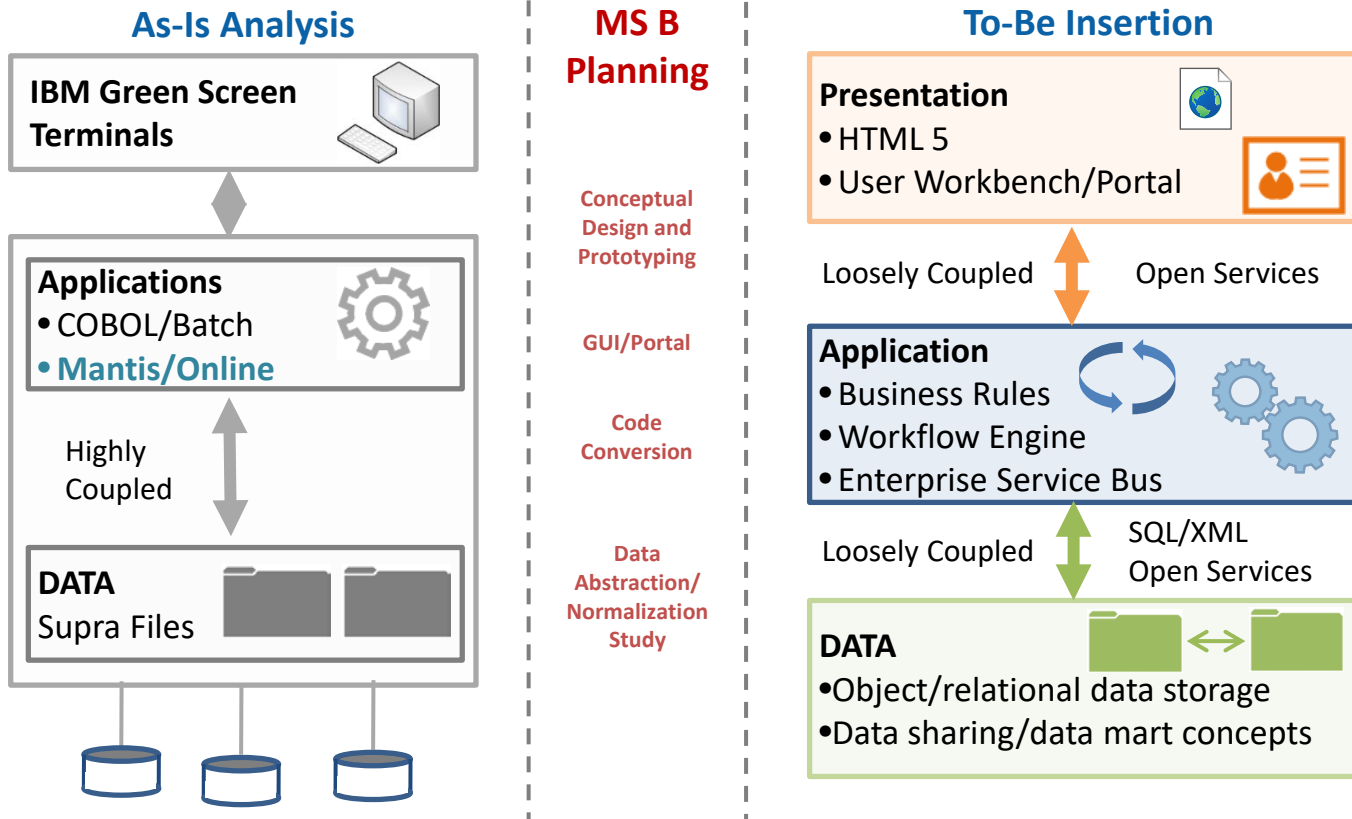 As-Is Analysis
IBM Green Screen
Terminals
Applications
• COBOL/Batch
• Mantis/Online
Highly
Coupled
DATA
Supra Files
MS B
Planning
Conceptual
Design and
Prototyping
GUI/Portal
Code
Conversion
Data
Abstraction/
Normalization
Study
To-Be Insertion
Presentation
• HTML 5
• User Workbench/Portal
Loosely Coupled
Open Services
Application
• Business Rules
• Workflow Engine
• Enterprise Service Bus
Loosely Coupled
SQL/XML
Open Services
DATA
•Object/relational data storage
•Data sharing/data mart concepts